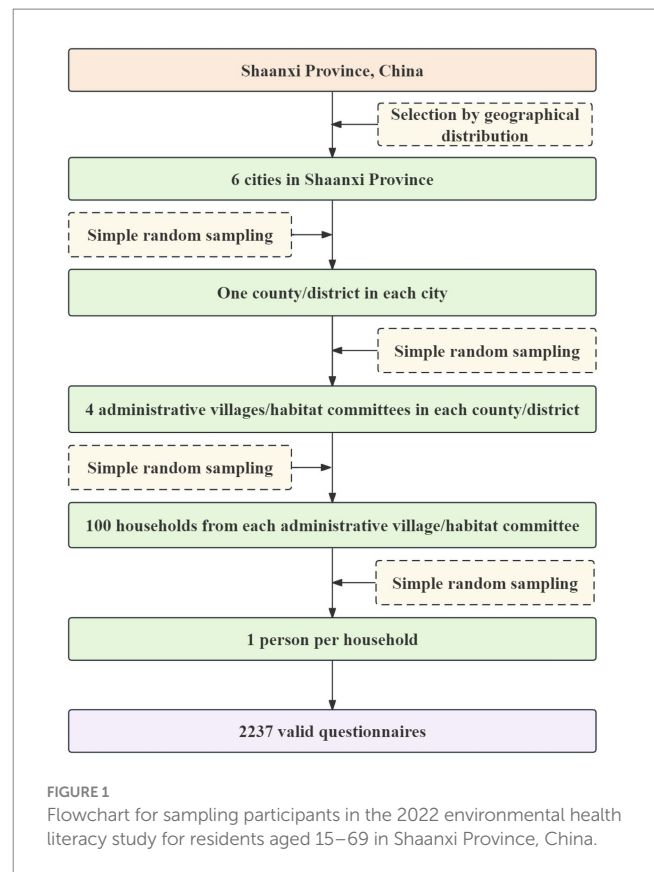 Shaanxi Province, China
Selection by geographical
distribution
6 cities in Shaanxi Province
Simple random sampling
One county/district in each city
Simple random sampling
4 administrative villages/habitat committees in each county/district
Simple random sampling
100 households from each administrative village/habitat committee
Simple random sampling
1 person per household
2237 valid questionnaires
FIGURE 1
Flowchart for sampling participants in the 2022 environmental health
literacy study for residents aged 15–69 in Shaanxi Province, China.